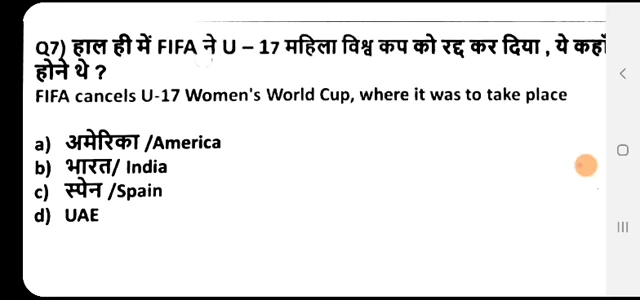 Q7) हाल ही में FIFA ने U – 17 महिला विश्व कप को रद्द कर दिया , ये कहाँ
होने थे ?
FIFA cancels U-17 Women's World Cup, where it was to take place
a) अमेरिका /America
b) भारत/ India
c) स्पेन /Spain
d) UAE